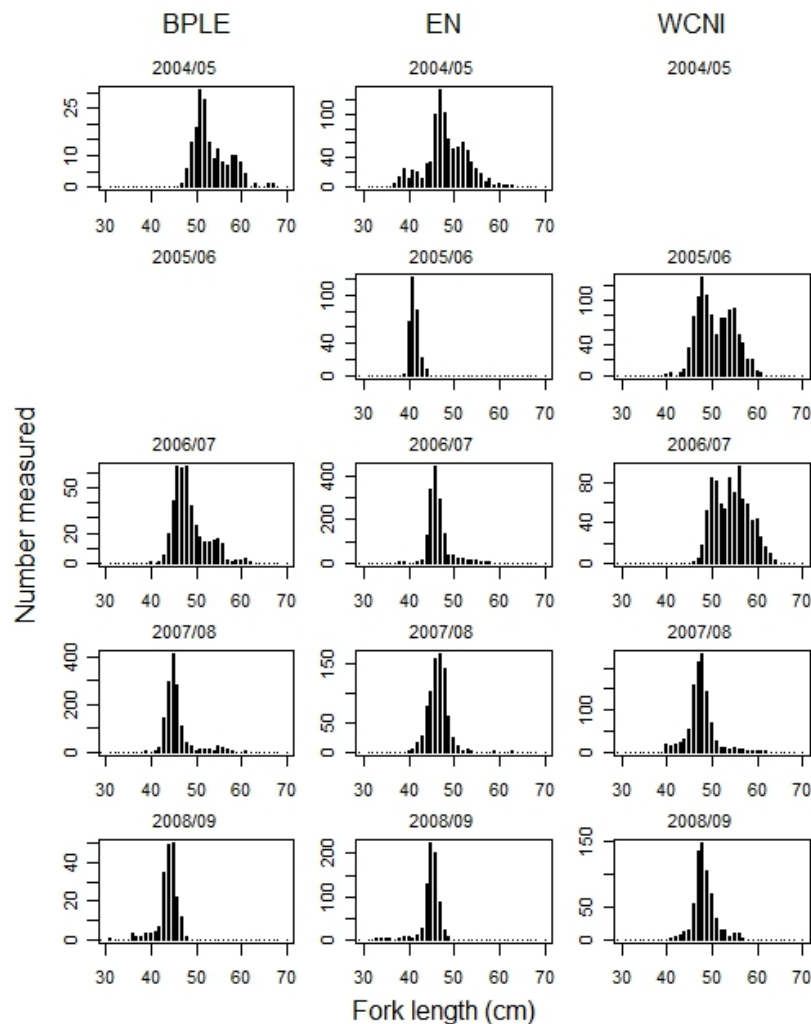 BPLE EN WCNI
2004/05 2004/05 2004/05
0 10 25
0 40 100
30 40 50 60 70 30 40 50 60 70
2005/06 2005/06 2005/06
0 40 100
0 40 100
30 40 50 60 70 30 40 50 60 70
Number measured
2006/07 2006/07 2006/07
0 20 50
0 200 400
0 40 80
30 40 50 60 70 30 40 50 60 70 30 40 50 60 70
2007/08 2007/08 2007/08
0 200 400
0 50 150
0 100
30 40 50 60 70 30 40 50 60 70 30 40 50 60 70
2008/09 2008/09 2008/09
0 20 40
0 100 200
0 50 150
30 40 50 60 70 30 40 50 60 70 30 40 50 60 70
Fork length (cm)